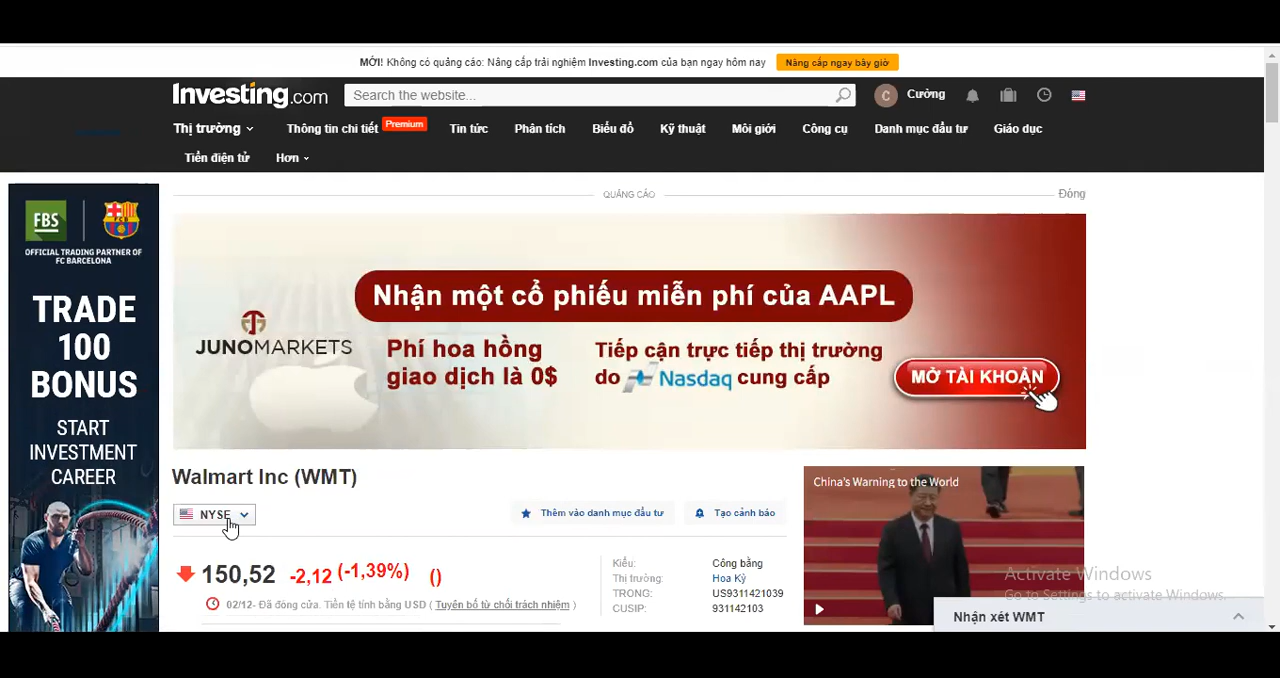 MỚI! Không có quảng cáo: Nâng cấp trải nghiệm Investing.com của bạn ngay hôm nay
Nâng cấp ngay bây giờ
Investing.com
Search the website...
C
Cường
Thị trường
Thông tin chi tiết
Premium
Tin tức
Phân tích
Biểu đồ
Kỹ thuật
Môi giới
Công cụ
Danh mục đầu tư
Giáo dục
Tiền điện tử
Hơn
QUẢNG CÁO
Đóng
FBS
FCB
OFFICIAL TRADING PARTNER OF
FC BARCELONA
TRADE
100
BONUS
START
INVESTMENT
CAREER
Nhận một cổ phiếu miễn phí của AAPL
JUNOMARKETS
Phí hoa hồng
giao dịch là 0$
Tiếp cận trực tiếp thị trường
do Nasdaq cung cấp
MỞ TÀI KHOẢN
Walmart Inc (WMT)
NYSE
Thêm vào danh mục đầu tư
Tạo cảnh báo
150,52 -2,12 (-1,39%) ()
02/12- Đã đóng cửa. Tiền tệ tính bằng USD ( Tuyên bố từ chối trách nhiệm )
Kiểu: Công bằng
Thị trường: Hoa Kỳ
TRONG: US9311421039
CUSIP: 931142103
China's Warning to the World
Activate Windows
Go to Settings to activate Windows.
Nhận xét WMT